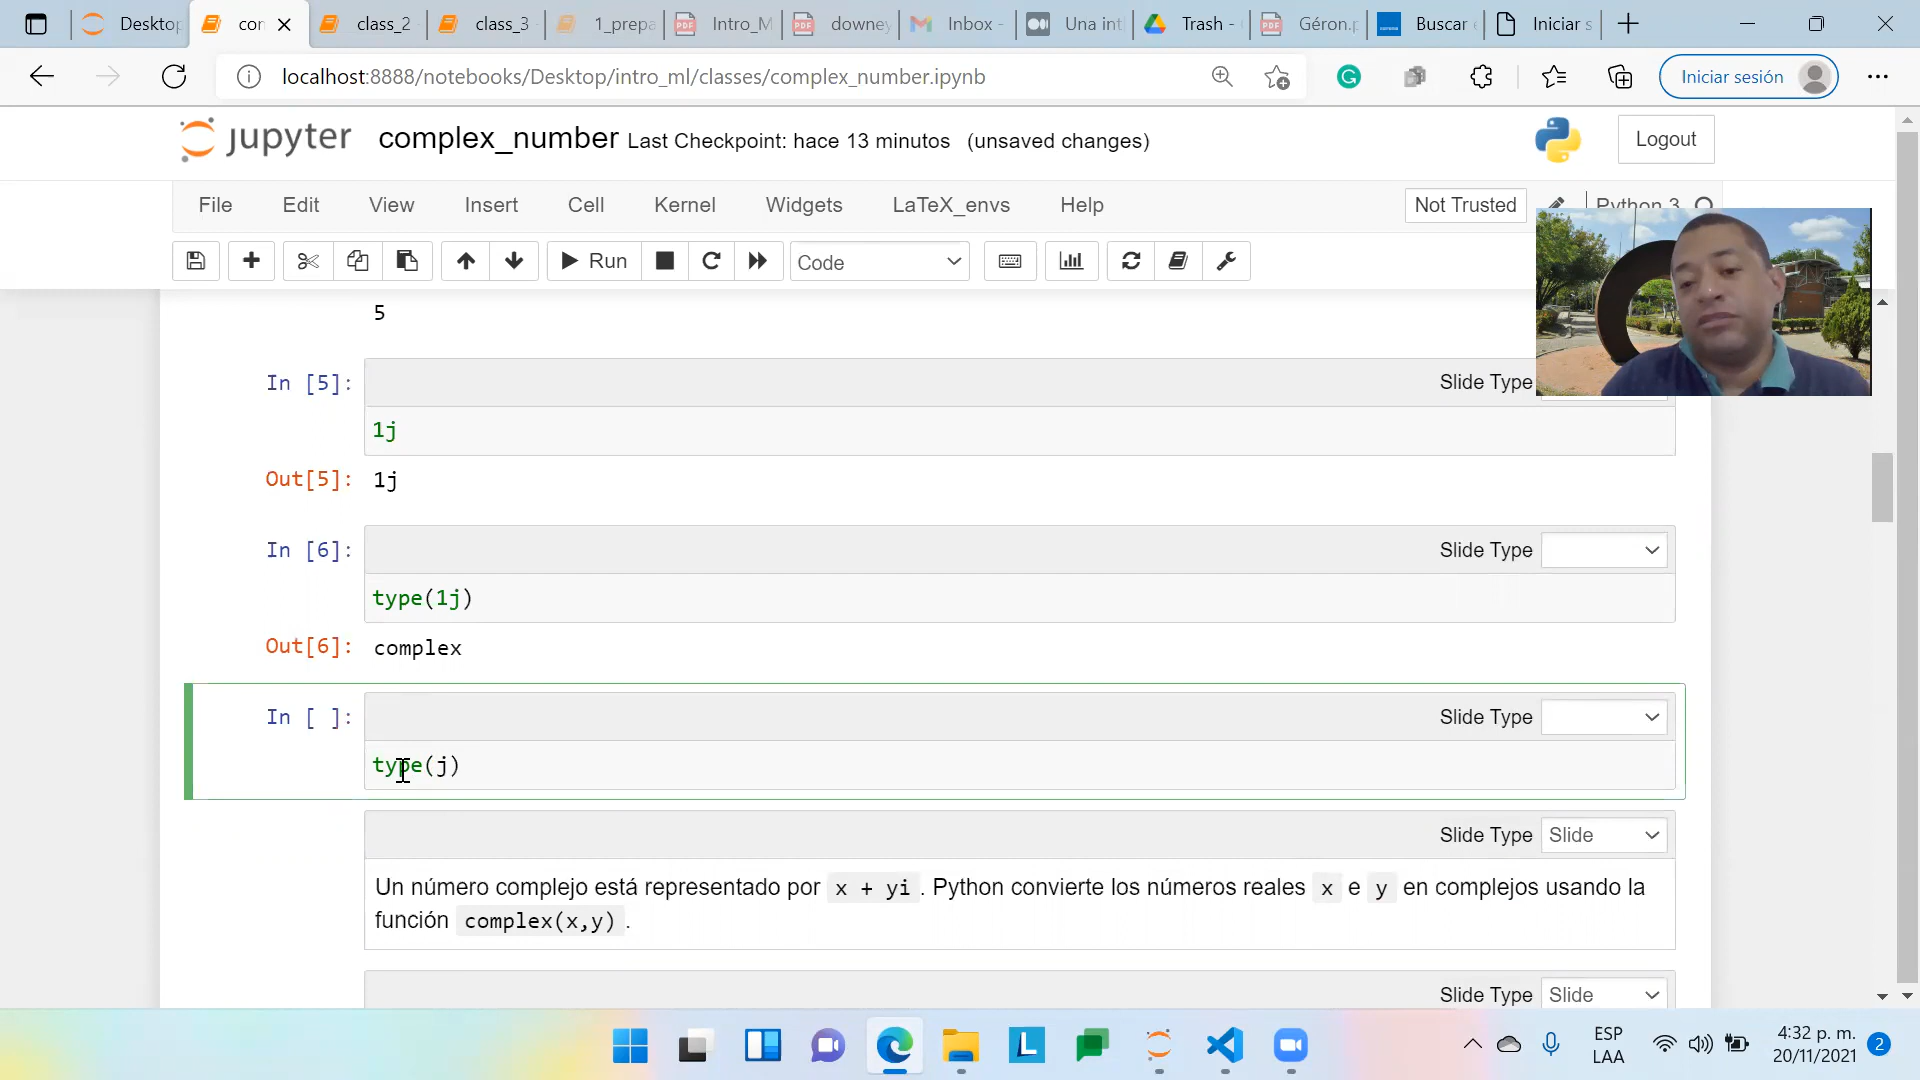 Desktop
con
class_2
class_3
1_prepa
Intro_M
downey
Inbox -
Una int
Trash -
Géron.p
Buscar
Iniciar s
localhost:8888/notebooks/Desktop/intro_ml/classes/complex_number.ipynb
Iniciar sesión
jupyter complex_number Last Checkpoint: hace 13 minutos (unsaved changes)
Logout
File Edit View Insert Cell Kernel Widgets LaTeX_envs Help
Not Trusted
Python 3
Run
Code
5
In [5]:
Slide Type
1j
Out[5]: 1j
In [6]:
Slide Type
type(1j)
Out[6]: complex
In [ ]:
Slide Type
type(j)
Slide Type Slide
Un número complejo está representado por x + yi . Python convierte los números reales x e y en complejos usando la
función complex(x,y) .
Slide Type Slide
L
ESP
LAA
4:32 p. m.
20/11/2021
2